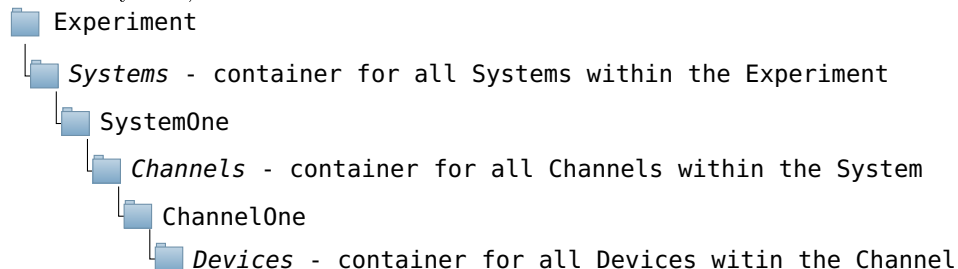 Experiment
Systems - container for all Systems within the Experiment
SystemOne
Channels - container for all Channels within the System
ChannelOne
Devices - container for all Devices witin the Channel